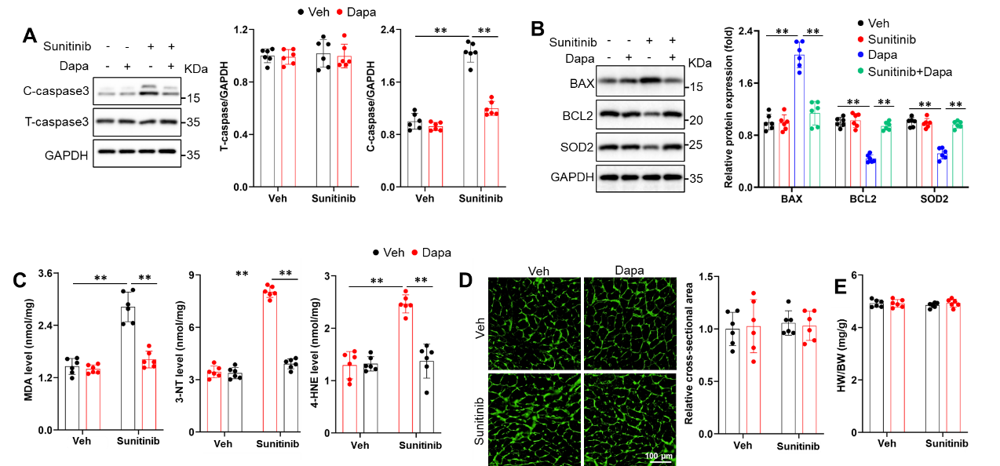 Veh Dapa
A
Sunitinib - - + +
Dapa - + - + KDa
C-caspase3
15
T-caspase3
35
GAPDH
35
T-caspase/GAPDH
1.2
0.8
0.4
0.0
Veh Sunitinib
C-caspase/GAPDH
2.4
1.6
0.8
0.0
** **
Veh Sunitinib
B
Sunitinib - - + +
Dapa - + - + KDa
BAX
15
BCL2
20
SOD2
25
GAPDH
35
Relative protein expression (fold)
2.4
1.6
0.8
0.0
** **
** **
** **
BAX BCL2 SOD2
Veh
Sunitinib
Dapa
Sunitinib+Dapa
Veh Dapa
C
MDA level (nmol/mg)
3.6
2.4
1.2
0.0
** **
Veh Sunitinib
3-NT level (nmol/mg)
9
6
3
0
** **
Veh Sunitinib
4-HNE level (nmol/mg)
3
2
1
0
** **
Veh Sunitinib
D
Veh Dapa
Veh
Sunitinib
100 μm
Relative cross-sectional area
1.5
1.0
0.5
0.0
Veh Sunitinib
E
HW/BW (mg/g)
6
4
2
0
Veh Sunitinib